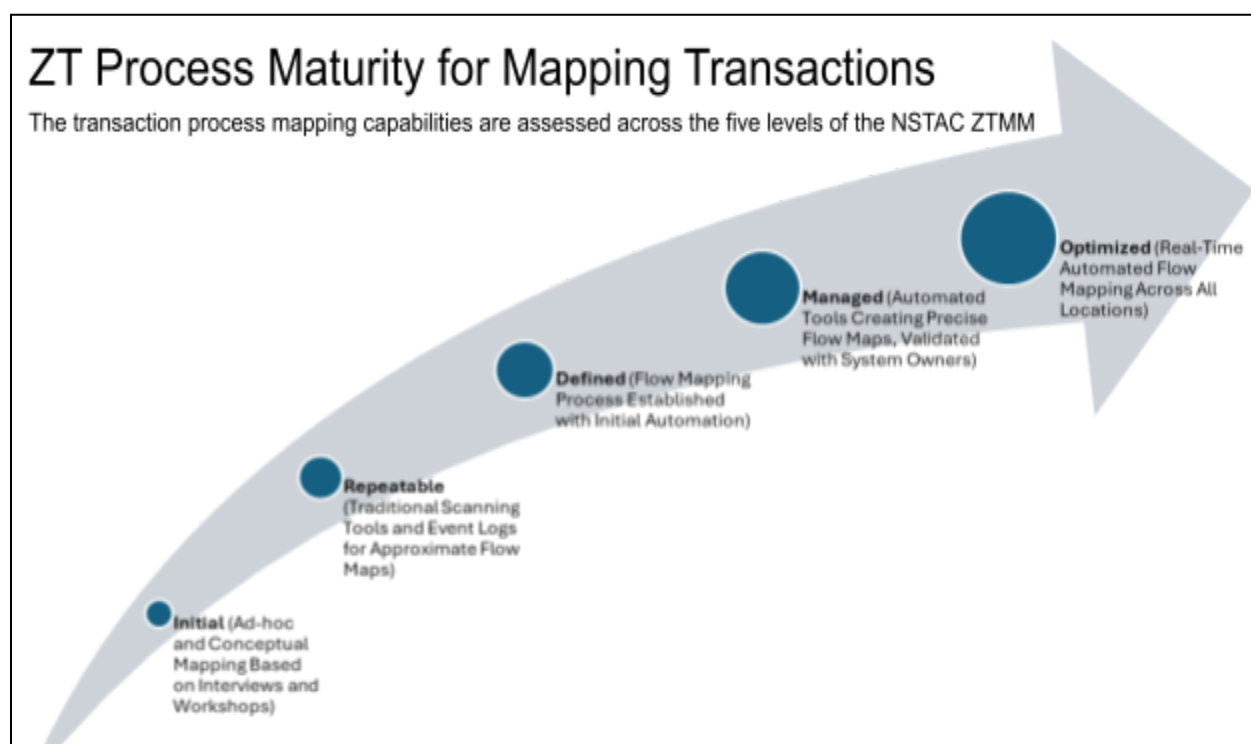 ZT Process Maturity for Mapping Transactions
The transaction process mapping capabilities are assessed across the five levels of the NSTAC ZTMM
Optimized (Real-Time
Automated Flow
Mapping Across All
Locations)
Managed (Automated
Tools Creating Precise
Flow Maps, Validated
with System Owners)
Defined (Flow Mapping
Process Established
with Initial Automation)
Repeatable
(Traditional Scanning
Tools and Event Logs
for Approximate Flow
Maps)
Initial (Ad-hoc
and Conceptual
Mapping Based
on Interviews and
Workshops)